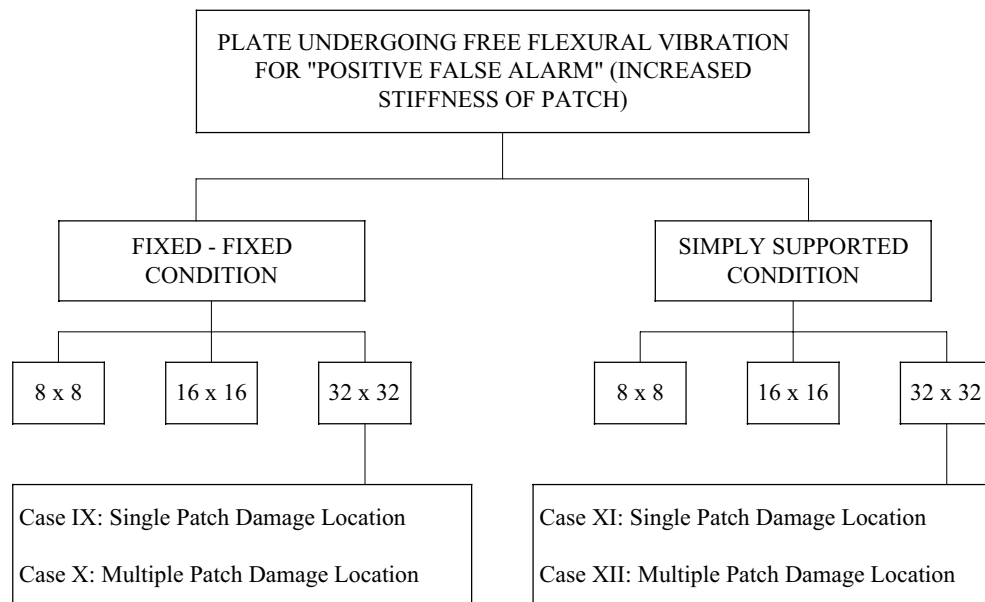 PLATE UNDERGOING FREE FLEXURAL VIBRATION
FOR "POSITIVE FALSE ALARM" (INCREASED
STIFFNESS OF PATCH)
FIXED - FIXED
CONDITION
SIMPLY SUPPORTED
CONDITION
8 x 8
16 x 16
32 x 32
8 x 8
16 x 16
32 x 32
Case IX: Single Patch Damage Location
Case X: Multiple Patch Damage Location
Case XI: Single Patch Damage Location
Case XII: Multiple Patch Damage Location